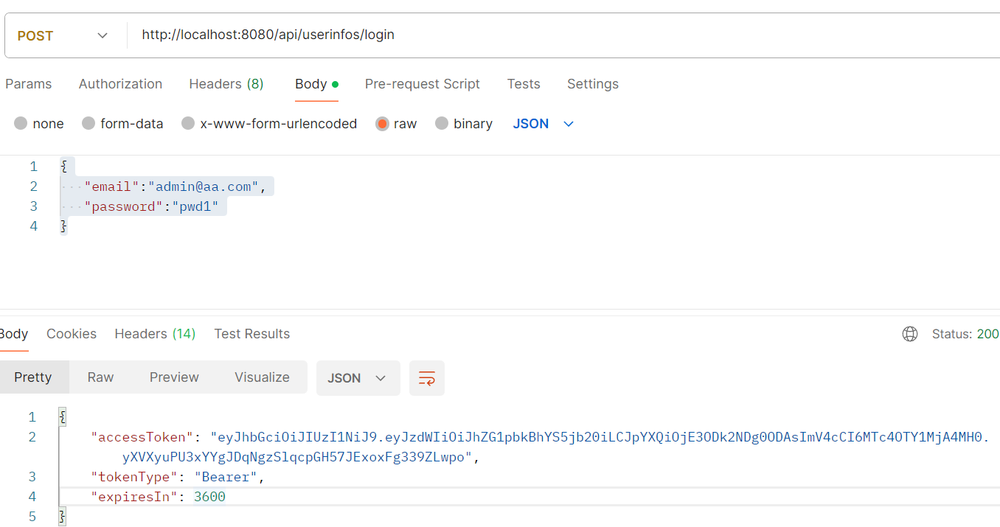 POST http://localhost:8080/api/userinfos/login
Params Authorization Headers (8) Body Pre-request Script Tests Settings
none form-data x-www-form-urlencoded raw binary JSON
1 {
2 "email":"admin@aa.com",
3 "password":"pwd1"
4 }
Body Cookies Headers (14) Test Results Status: 200
Pretty Raw Preview Visualize JSON
1 {
2 "accessToken": "eyJhbGciOiJIUzI1NiJ9.eyJzdWIiOiJhZG1pbkBhYS5jb20iLCJpYXQiOjE3ODk2NDg0ODAsImV4cCI6MTc4OTY1MjA4MH0.
yXVXyuPU3xYYgJDqNgzSlqcpGH57JExoxFg339ZLwpo",
3 "tokenType": "Bearer",
4 "expiresIn": 3600
5 }